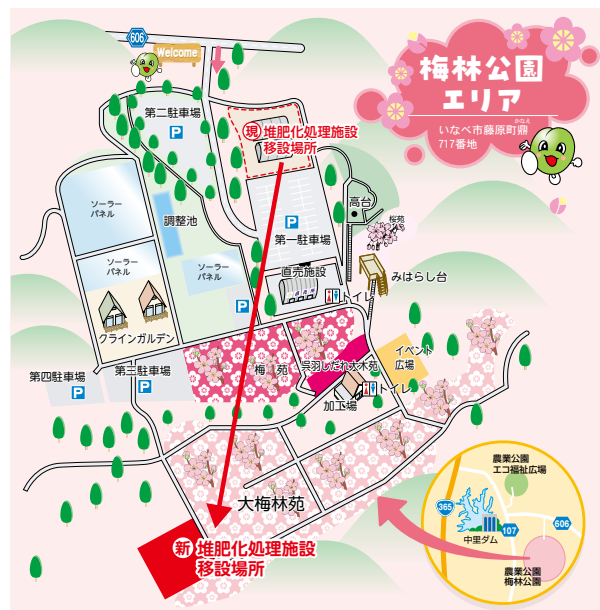 606
Welcome
梅林公園
エリア
かなえ
いなべ市藤原町鼎
717番地
第二駐車場
P
現 堆肥化処理施設
移設場所
高台
桜苑
ソーラー
パネル
調整池
P
第一駐車場
ソーラー
パネル
ソーラー
パネル
直売施設
みはらし台
トイレ
P
クラインガルデン
梅 苑
呉羽しだれ大木苑
イベント
広場
第四駐車場
P
第三駐車場
P
トイレ
加工場
大梅林苑
新 堆肥化処理施設
移設場所
農業公園
エコ福祉広場
365
中里ダム
107
606
農業公園
梅林公園